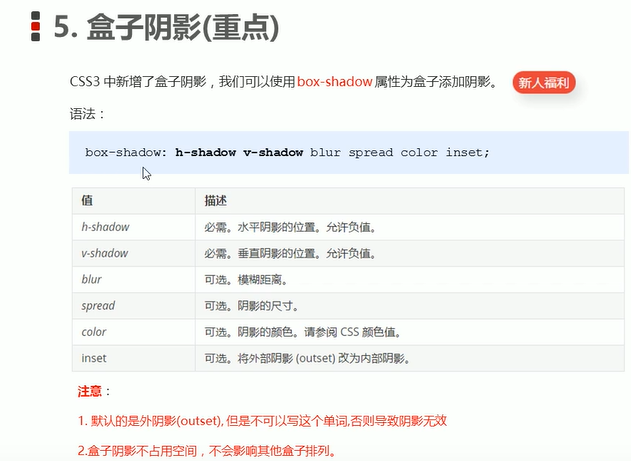 5. 盒子阴影(重点)
CSS3 中新增了盒子阴影，我们可以使用box-shadow属性为盒子添加阴影。 新人福利
语法：
box-shadow: h-shadow v-shadow blur spread color inset;
值 描述
h-shadow 必需。水平阴影的位置。允许负值。
v-shadow 必需。垂直阴影的位置。允许负值。
blur 可选。模糊距离。
spread 可选。阴影的尺寸。
color 可选。阴影的颜色。请参阅 CSS 颜色值。
inset 可选。将外部阴影 (outset) 改为内部阴影。
注意：
1. 默认的是外阴影(outset), 但是不可以写这个单词,否则导致阴影无效
2.盒子阴影不占用空间，不会影响其他盒子排列。